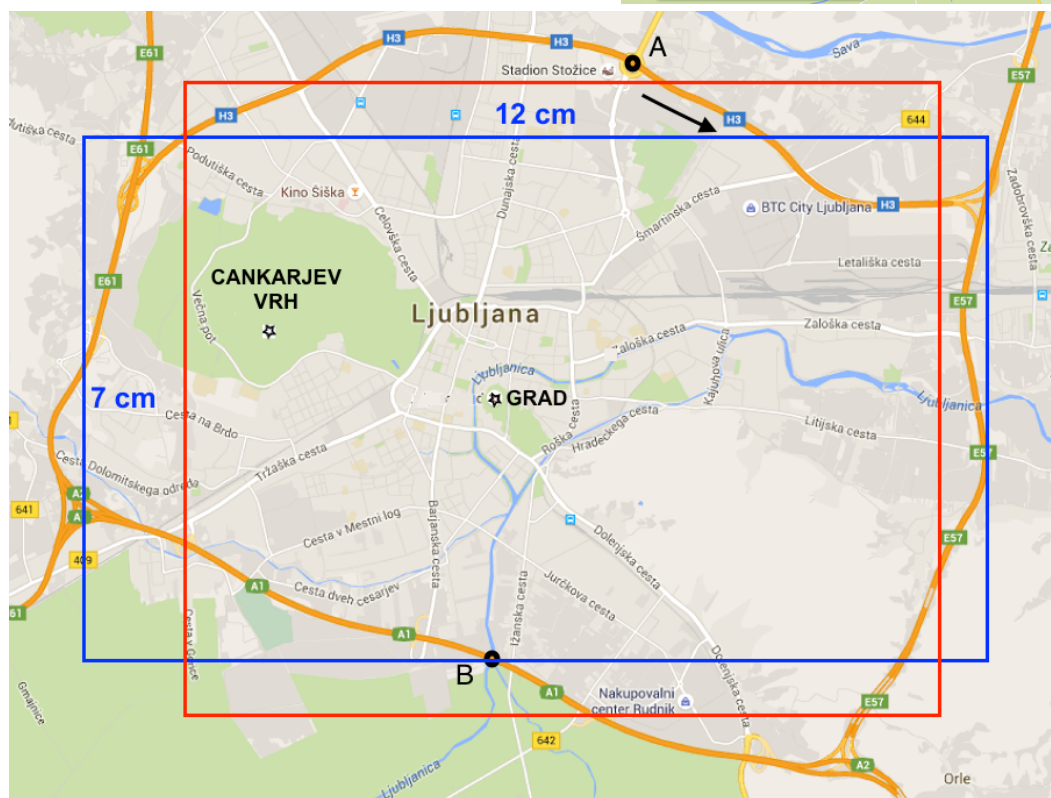 E61
H3
H3
A
Sava
E57
Stadion Stožice
H3
12 cm
H3
644
E61
Podutiška cesta
Kino Šiška
Celovška cesta
Dunajska cesta
Šmartinska cesta
BTC City Ljubljana
H3
Zadobrovška cesta
CANKARJEV
VRH
E61
Večna pot
Ljubljana
Letališka cesta
E57
Zaloška cesta
Zaloška cesta
Kajuhova ulica
Ljubljanica
7 cm
GRAD
Ljubljanica
Cesta na Brdo
Roška cesta
Hradeckega cesta
Litijska cesta
Tržaška cesta
E57
Cesta Dolomitskega odreda
A2
641
Barjanska cesta
Cesta v Mestni log
Dolenjska cesta
E57
409
A1
Cesta dveh cesarjev
Jurčkova cesta
Ižanska cesta
61
Cesta v Gorice
A1
B
Dolenjska cesta
Gmajnice
A1
Nakupovalni
center Rudnik
E57
642
A2
Ljubljanica
Orle